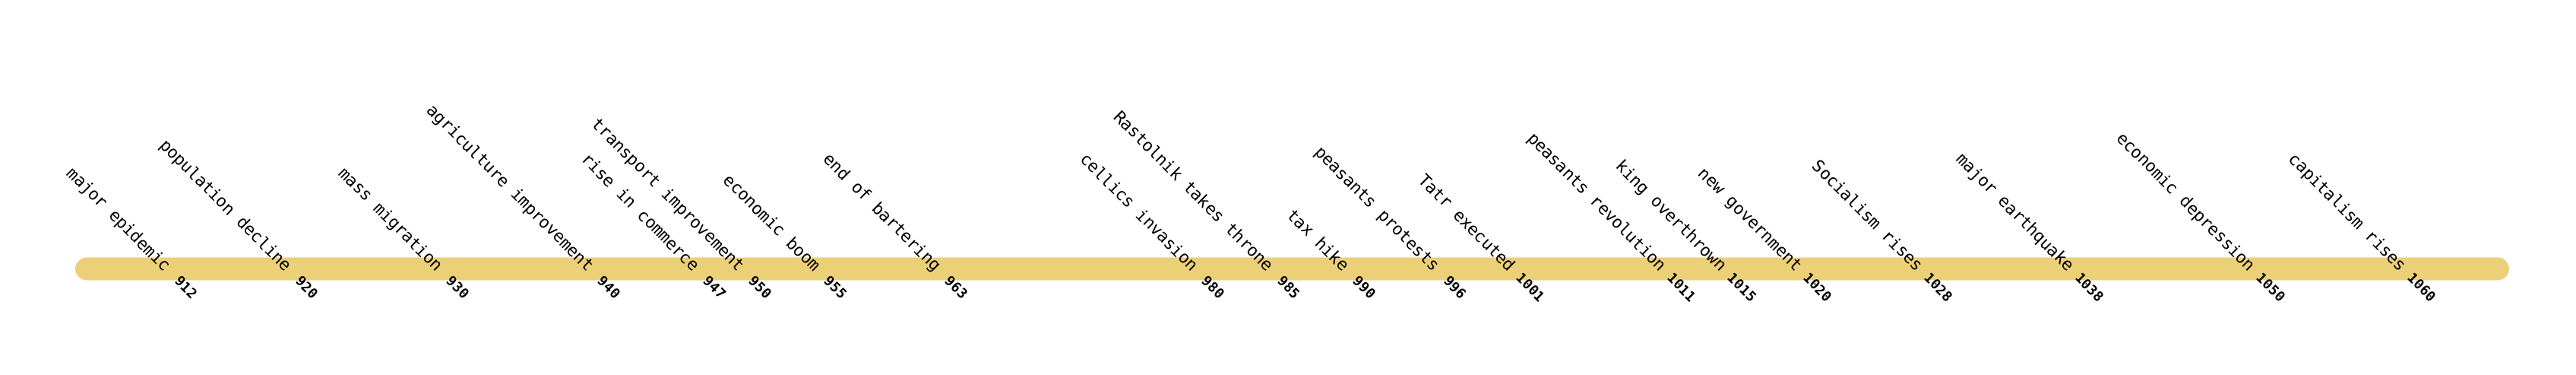 major epidemic 912
population decline 920
mass migration 930
agriculture improvement 940
rise in commerce 947
transport improvement 950
economic boom 955
end of bartering 963
cellics invasion 980
Rastolnik takes throne 985
tax hike 990
peasants protests 996
Tatr executed 1001
peasants revolution 1011
king overthrown 1015
new government 1020
Socialism rises 1028
major earthquake 1038
economic depression 1050
capitalism rises 1060